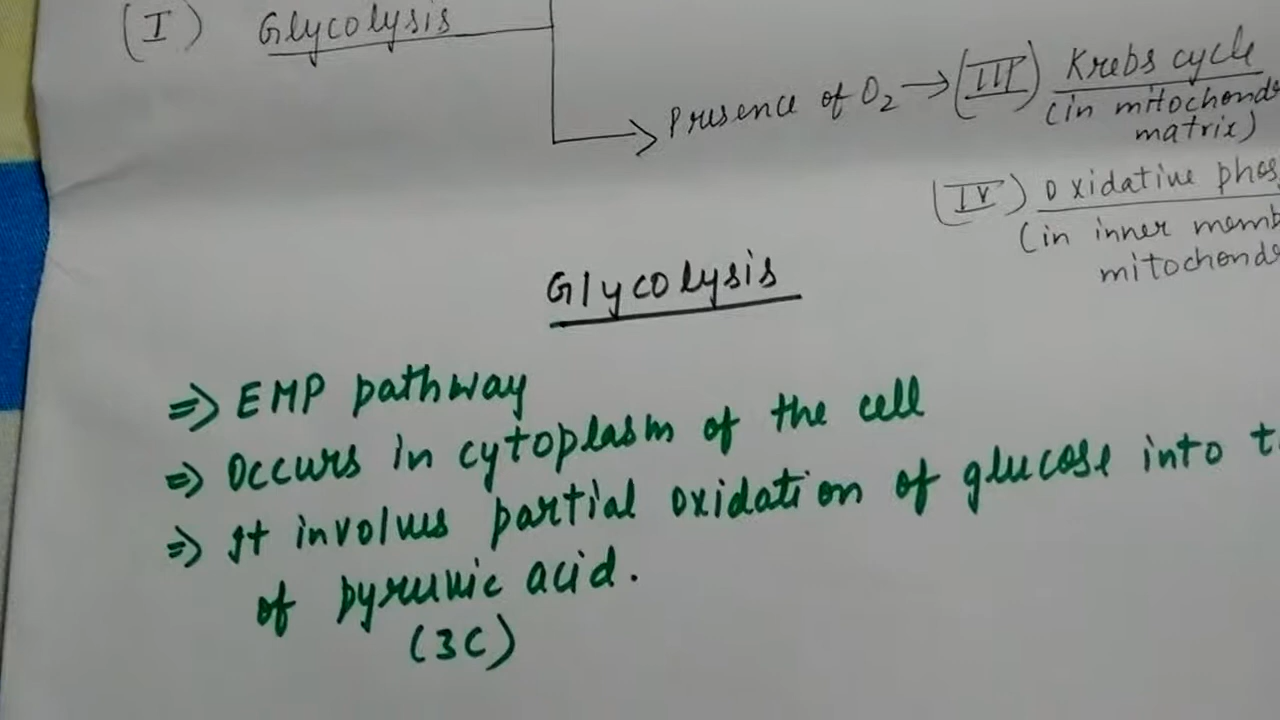 (I) Glycolysis
Presence of O2 → (III) Krebs cycle
(in mitochond
matrix)
(IV) Oxidative phos
(in inner memb
mitochond
Glycolysis
⇒ EMP pathway
⇒ Occurs in cytoplasm of the cell
⇒ It involves partial oxidation of glucose into t
of pyruvic acid.
(3C)